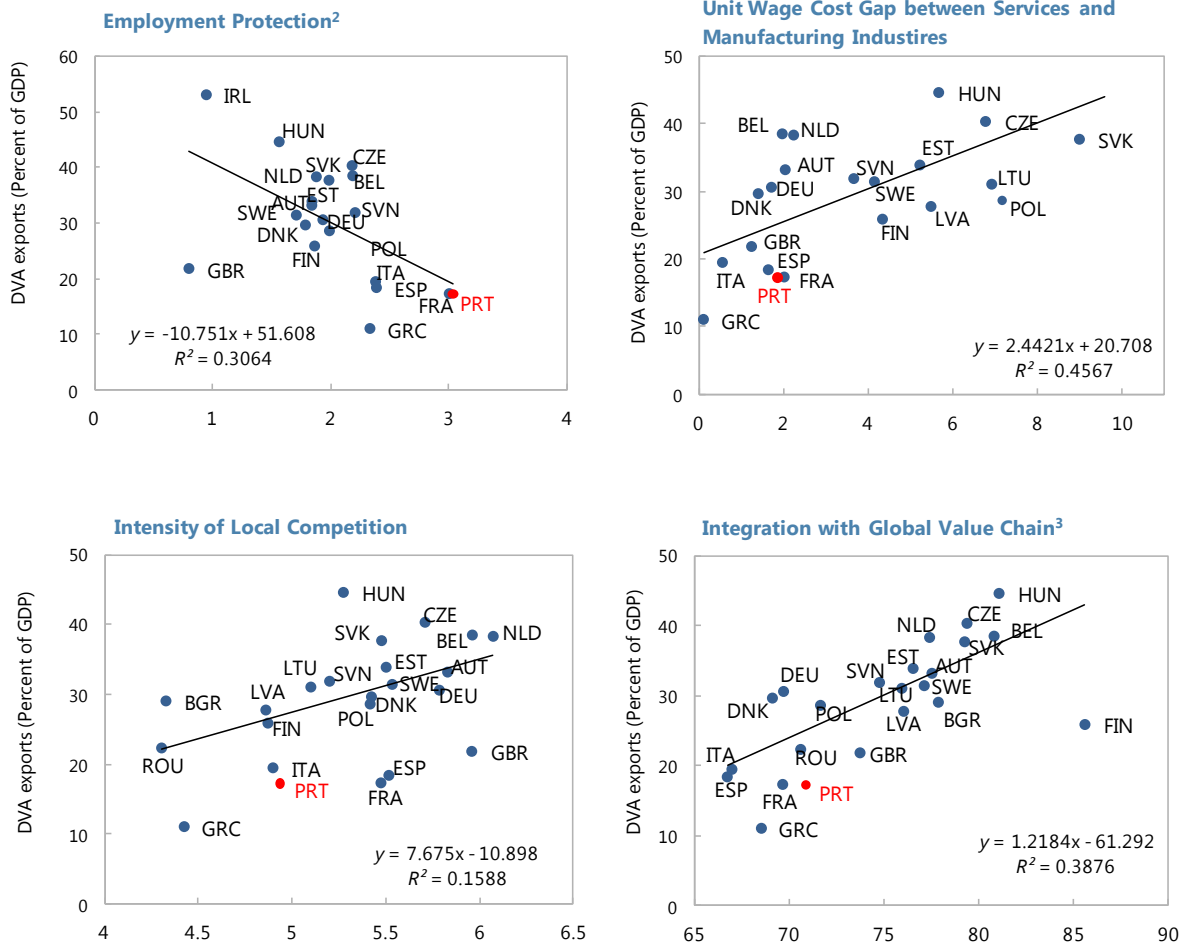 Employment Protection²
DVA exports (Percent of GDP)
60
50
40
30
20
10
0
0 1 2 3 4
IRL
HUN
CZE
SVK
NLD
BEL
EST
AUT
SWE
SVN
DEU
DNK
POL
FIN
GBR
ITA
ESP
FRA
PRT
GRC
y = -10.751x + 51.608
R² = 0.3064
Unit Wage Cost Gap between Services and
Manufacturing Industires
DVA exports (Percent of GDP)
50
40
30
20
10
0
0 2 4 6 8 10
HUN
BEL
NLD
CZE
SVK
EST
AUT
SVN
DEU
SWE
LTU
DNK
POL
LVA
FIN
GBR
ESP
ITA
FRA
PRT
GRC
y = 2.4421x + 20.708
R² = 0.4567
Intensity of Local Competition
DVA exports (Percent of GDP)
50
40
30
20
10
0
4 4.5 5 5.5 6 6.5
HUN
CZE
SVK
BEL
NLD
LTU
SVN
EST
AUT
BGR
LVA
SWE
DEU
DNK
POL
FIN
ROU
GBR
ITA
ESP
PRT
FRA
GRC
y = 7.675x - 10.898
R² = 0.1588
Integration with Global Value Chain³
DVA exports (Percent of GDP)
50
40
30
20
10
0
65 70 75 80 85 90
HUN
CZE
NLD
BEL
SVK
EST
AUT
SVN
DEU
SWE
LTU
DNK
POL
LVA
BGR
FIN
ITA
ROU
GBR
ESP
FRA
PRT
GRC
y = 1.2184x - 61.292
R² = 0.3876